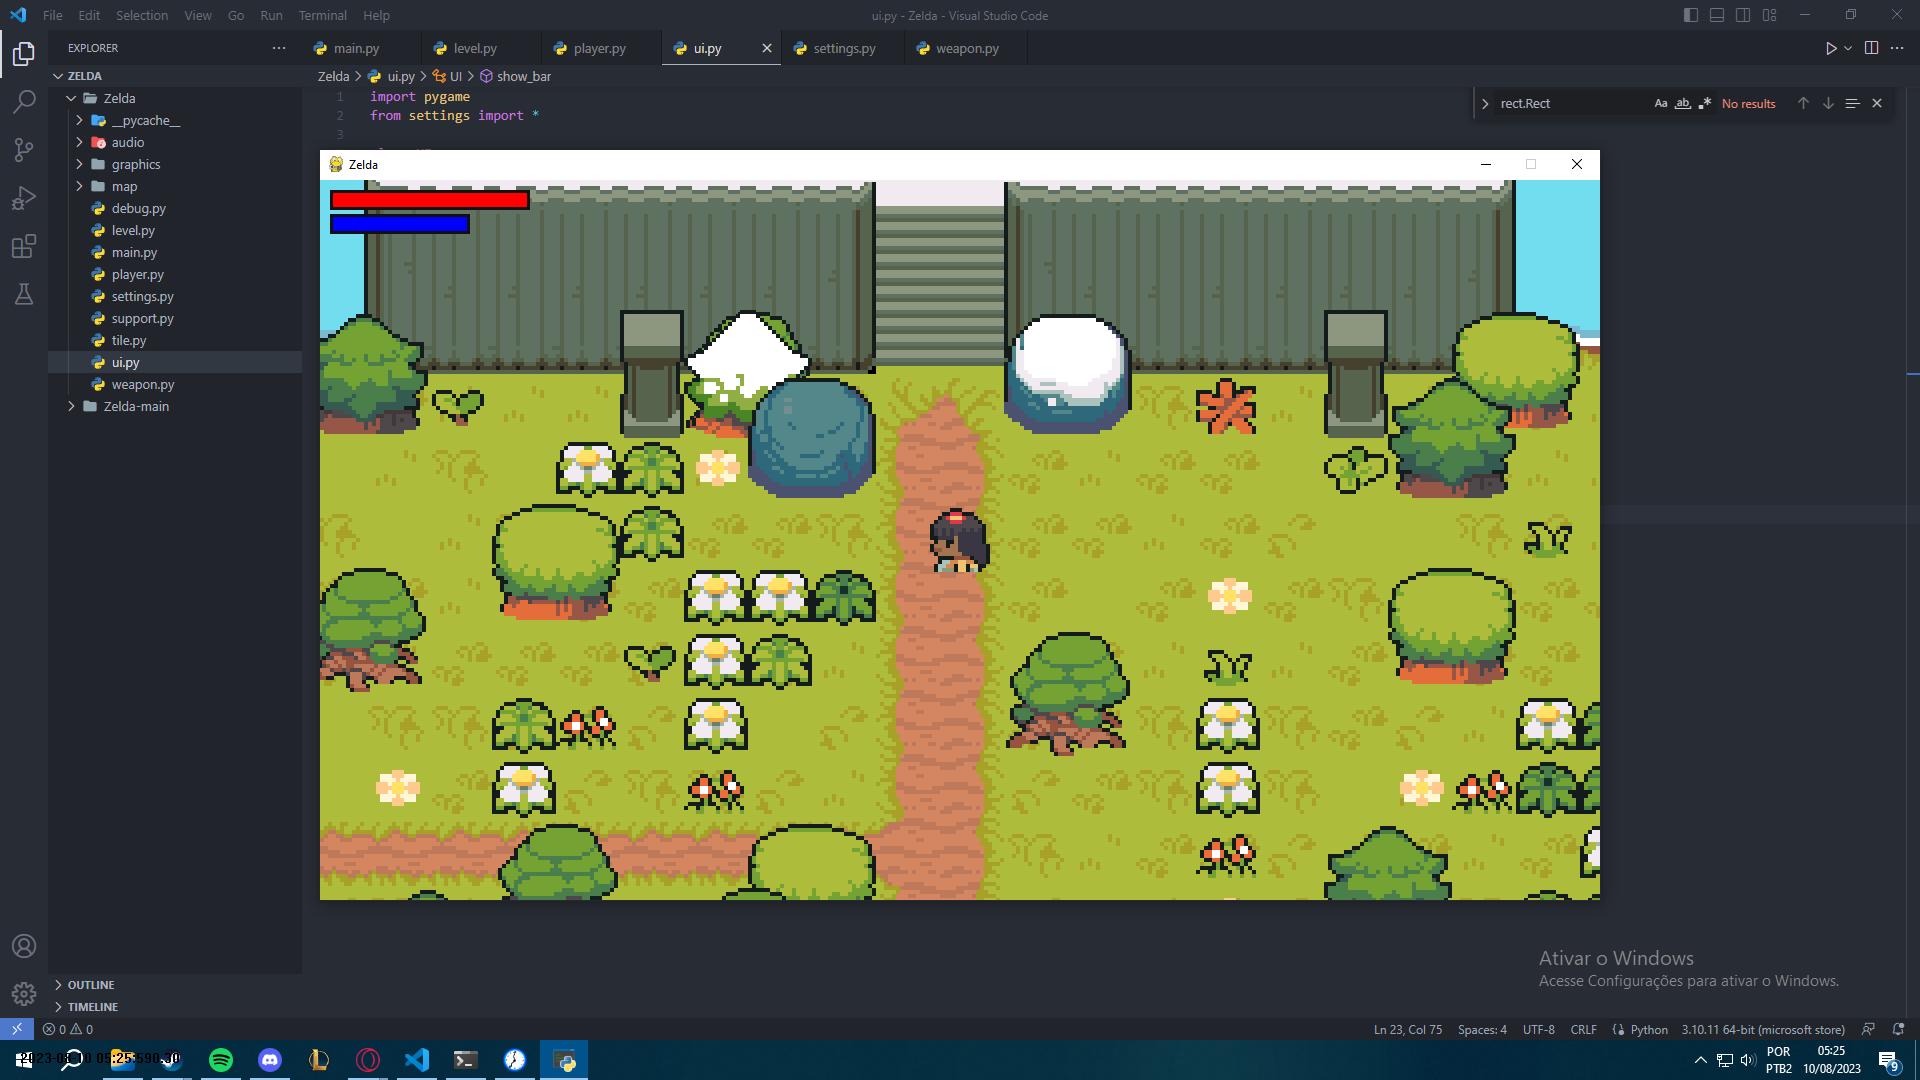 File Edit Selection View Go Run Terminal Help
ui.py - Zelda - Visual Studio Code
EXPLORER
main.py level.py player.py ui.py settings.py weapon.py
ZELDA
Zelda > ui.py > UI > show_bar
Zelda
__pycache__
audio
graphics
map
debug.py
level.py
main.py
player.py
settings.py
support.py
tile.py
ui.py
weapon.py
Zelda-main
1 import pygame
2 from settings import *
3
rect.Rect Aa ab No results
Zelda
OUTLINE
TIMELINE
Ativar o Windows
Acesse Configurações para ativar o Windows.
0 0
Ln 23, Col 75 Spaces: 4 UTF-8 CRLF Python 3.10.11 64-bit (microsoft store)
POR
PTB2
05:25
10/08/2023
9